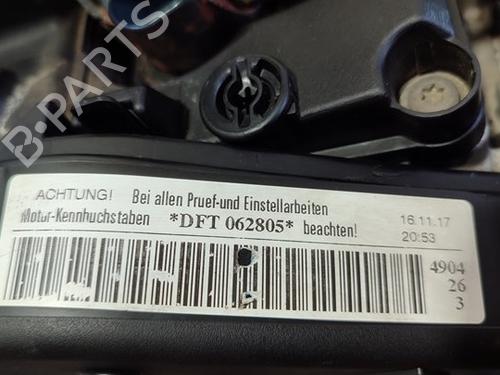 B-PARTS
ACHTUNG! Bei allen Pruef-und Einstellarbeiten
Motor-Kennhuchstaben *DFT 062805* beachten!
16.11.17
20:53
4904
26
3